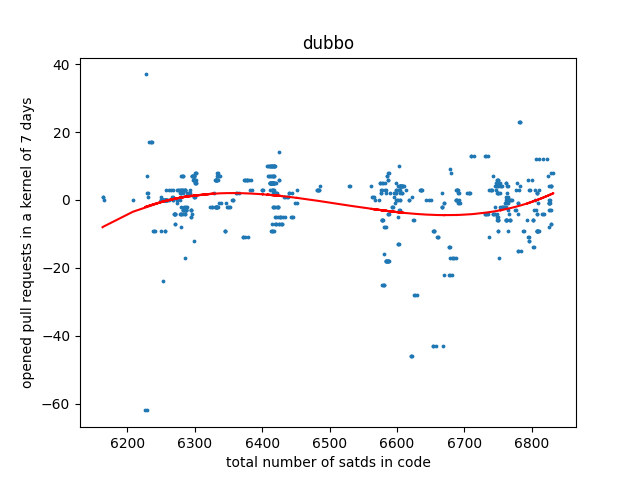 dubbo
40
20
0
−20
−40
−60
opened pull requests in a kernel of 7 days
6200 6300 6400 6500 6600 6700 6800
total number of satds in code